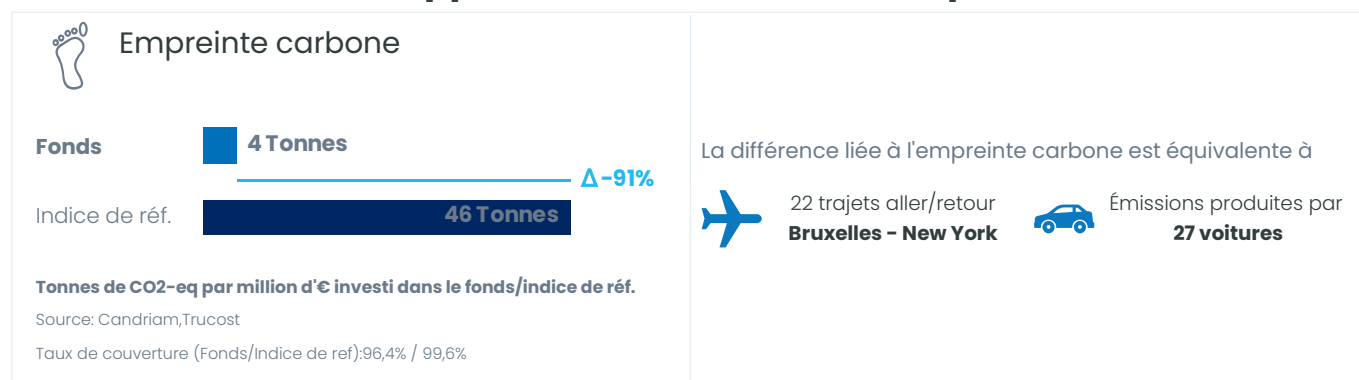 Empreinte carbone
Fonds
4 Tonnes
Δ -91%
Indice de réf.
46 Tonnes
Tonnes de CO2-eq par million d'€ investi dans le fonds/indice de réf.
Source: Candriam,Trucost
Taux de couverture (Fonds/Indice de ref):96,4% / 99,6%
La différence liée à l'empreinte carbone est équivalente à
22 trajets aller/retour
Bruxelles - New York
Émissions produites par
27 voitures